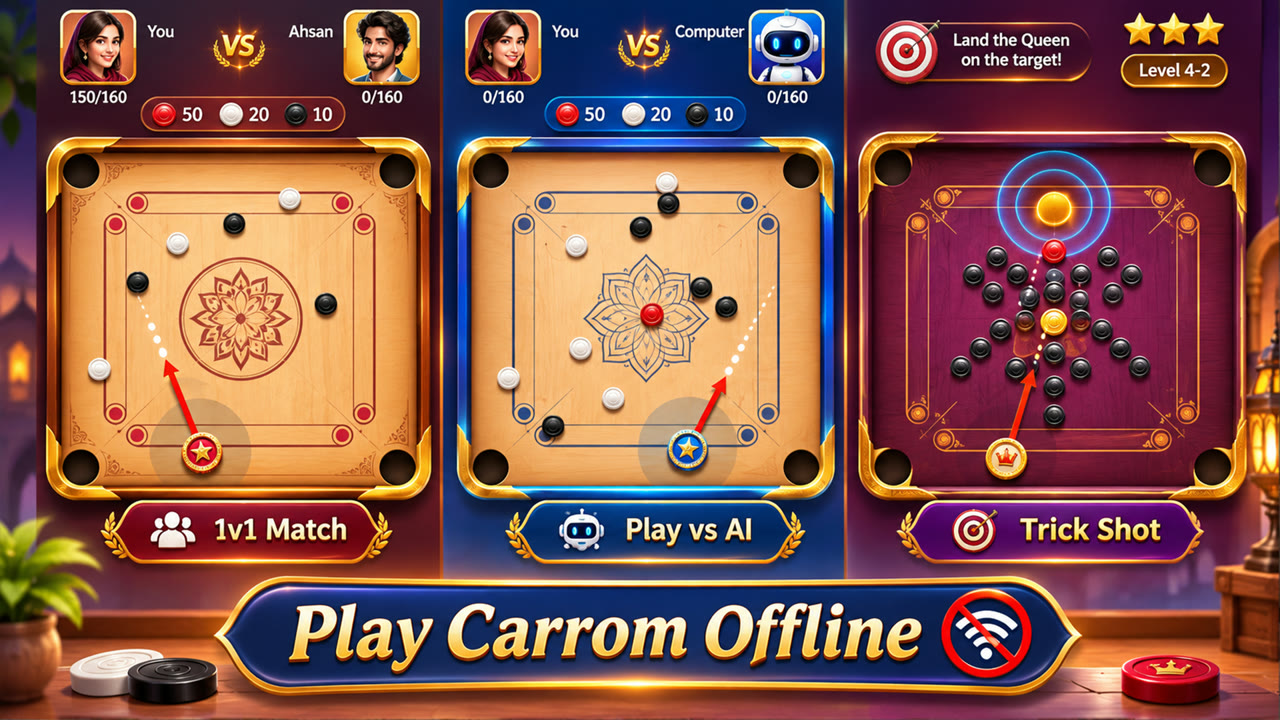 You
VS
Ahsan
150/160
0/160
50
20
10
You
VS
Computer
0/160
0/160
50
20
10
Land the Queen
on the target!
Level 4-2
1v1 Match
Play vs AI
Trick Shot
Play Carrom Offline